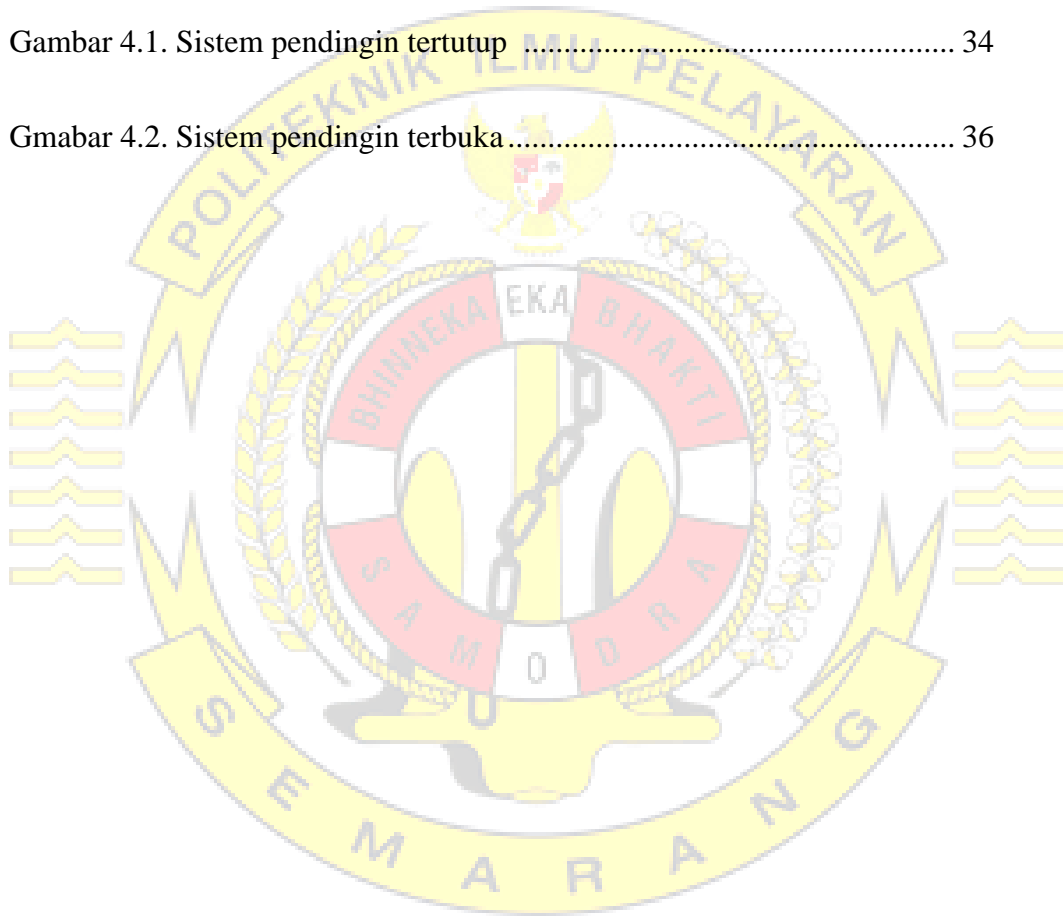 Gambar 4.1. Sistem pendingin tertutup ...................................................... 34
Gmabar 4.2. Sistem pendingin terbuka ........................................................ 36
POLITEKNIK ILMU PELAYARAN
BHINNEKA EKA BHAKTI
SAMODRA
SEMARANG